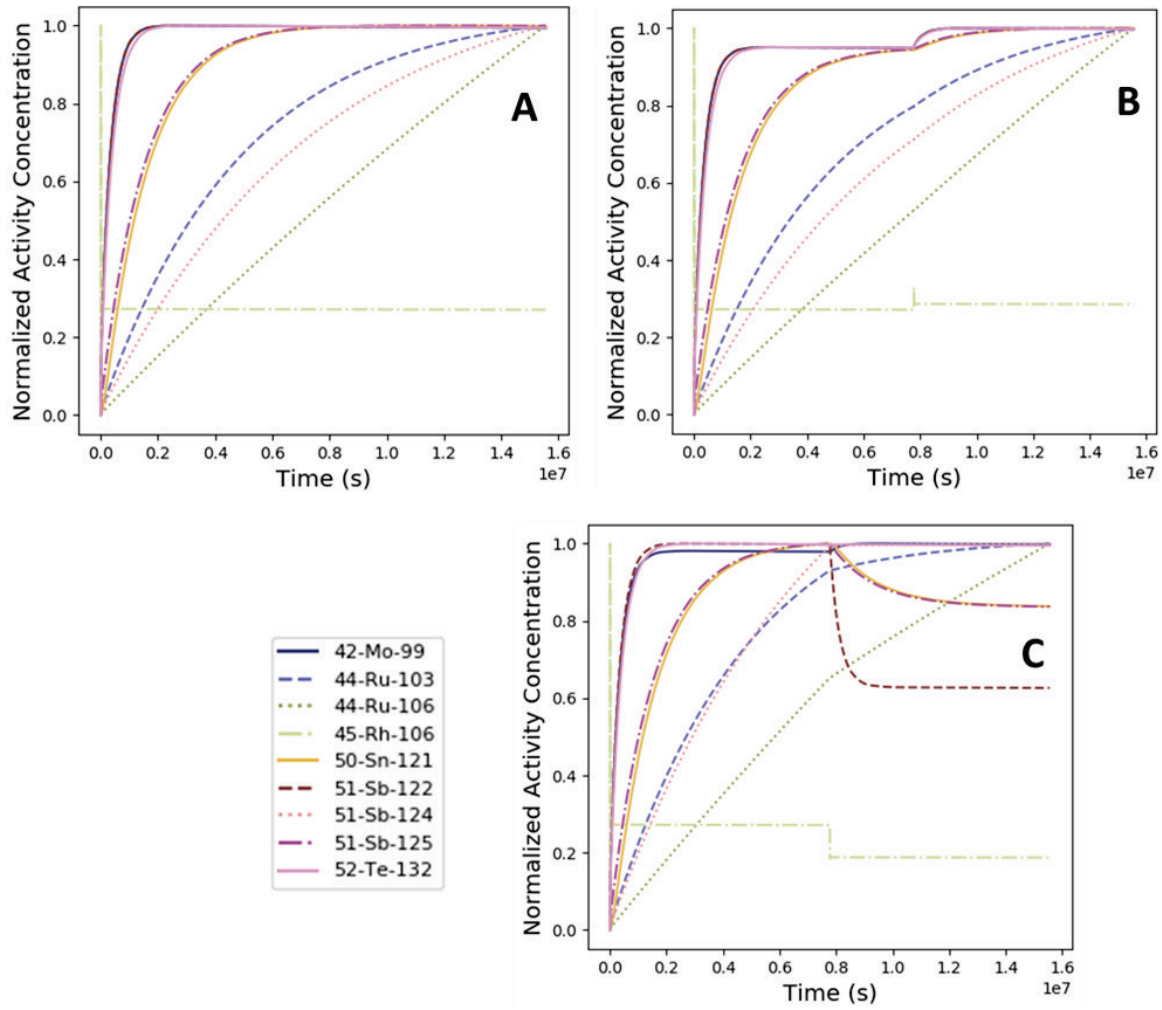 1.0
0.8
0.6
0.4
0.2
0.0
Normalized Activity Concentration
A
0.0 0.2 0.4 0.6 0.8 1.0 1.2 1.4 1.6
1e7
Time (s)
1.0
0.8
0.6
0.4
0.2
0.0
Normalized Activity Concentration
B
0.0 0.2 0.4 0.6 0.8 1.0 1.2 1.4 1.6
1e7
Time (s)
42-Mo-99
44-Ru-103
44-Ru-106
45-Rh-106
50-Sn-121
51-Sb-122
51-Sb-124
51-Sb-125
52-Te-132
1.0
0.8
0.6
0.4
0.2
0.0
Normalized Activity Concentration
C
0.0 0.2 0.4 0.6 0.8 1.0 1.2 1.4 1.6
1e7
Time (s)